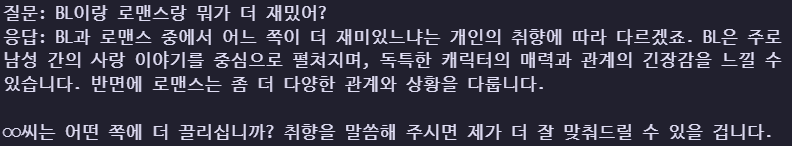 질문: BL이랑 로맨스랑 뭐가 더 재밌어?
응답: BL과 로맨스 중에서 어느 쪽이 더 재미있느냐는 개인의 취향에 따라 다르겠죠. BL은 주로
남성 간의 사랑 이야기를 중심으로 펼쳐지며, 독특한 캐릭터의 매력과 관계의 긴장감을 느낄 수
있습니다. 반면에 로맨스는 좀 더 다양한 관계와 상황을 다룹니다.
○○씨는 어떤 쪽에 더 끌리십니까? 취향을 말씀해 주시면 제가 더 잘 맞춰드릴 수 있을 겁니다.